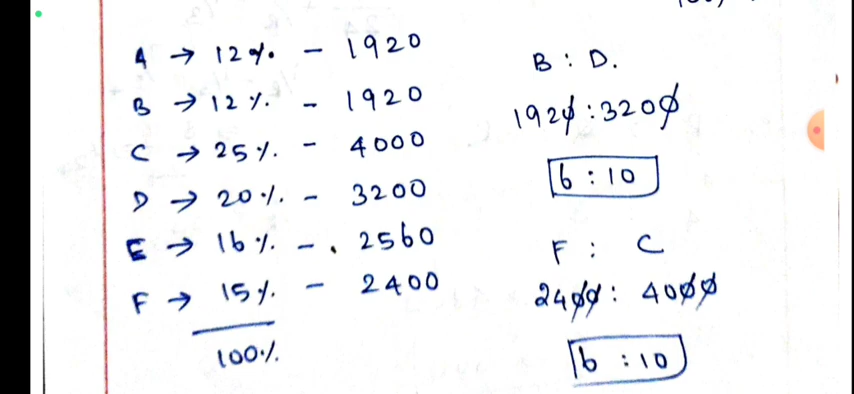 A → 12% - 1920
B → 12% - 1920
C → 25% - 4000
D → 20% - 3200
E → 16% - 2560
F → 15% - 2400
100%
B : D.
1920 : 3200
6 : 10
F : C
2400 : 4000
6 : 10